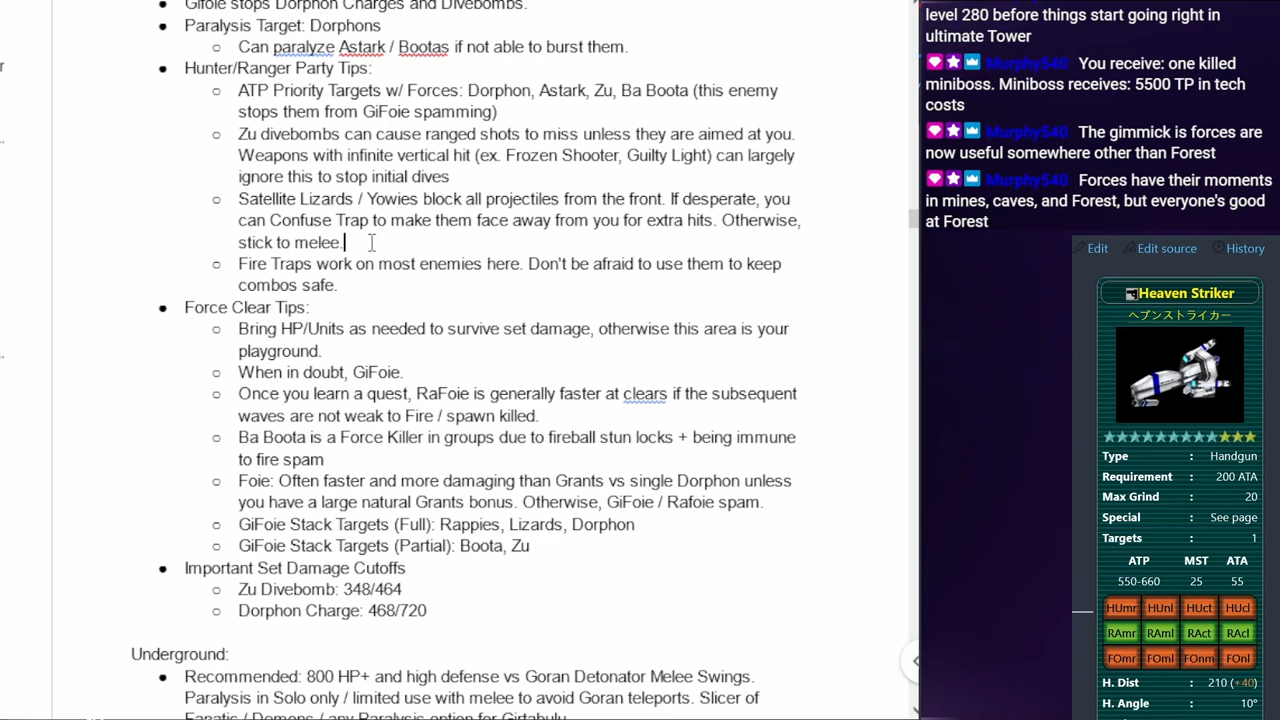 Gifoie stops Dorphon Charges and Divebombs.
Paralysis Target: Dorphons
Can paralyze Astark / Bootas if not able to burst them.
Hunter/Ranger Party Tips:
ATP Priority Targets w/ Forces: Dorphon, Astark, Zu, Ba Boota (this enemy
stops them from GiFoie spamming)
Zu divebombs can cause ranged shots to miss unless they are aimed at you.
Weapons with infinite vertical hit (ex. Frozen Shooter, Guilty Light) can largely
ignore this to stop initial dives
Satellite Lizards / Yowies block all projectiles from the front. If desperate, you
can Confuse Trap to make them face away from you for extra hits. Otherwise,
stick to melee.
Fire Traps work on most enemies here. Don't be afraid to use them to keep
combos safe.
Force Clear Tips:
Bring HP/Units as needed to survive set damage, otherwise this area is your
playground.
When in doubt, GiFoie.
Once you learn a quest, RaFoie is generally faster at clears if the subsequent
waves are not weak to Fire / spawn killed.
Ba Boota is a Force Killer in groups due to fireball stun locks + being immune
to fire spam
Foie: Often faster and more damaging than Grants vs single Dorphon unless
you have a large natural Grants bonus. Otherwise, GiFoie / Rafoie spam.
GiFoie Stack Targets (Full): Rappies, Lizards, Dorphon
GiFoie Stack Targets (Partial): Boota, Zu
Important Set Damage Cutoffs
Zu Divebomb: 348/464
Dorphon Charge: 468/720
Underground:
Recommended: 800 HP+ and high defense vs Goran Detonator Melee Swings.
Paralysis in Solo only / limited use with melee to avoid Goran teleports. Slicer of
Fanatic / Demons / any Paralysis option for Girtablulu
level 280 before things start going right in
ultimate Tower
Murphy540 You receive: one killed
miniboss. Miniboss receives: 5500 TP in tech
costs
Murphy540 The gimmick is forces are
now useful somewhere other than Forest
Murphy540 Forces have their moments
in mines, caves, and Forest, but everyone's good
at Forest
Edit Edit source History
Heaven Striker
ヘブンストライカー
Type : Handgun
Requirement : 200 ATA
Max Grind : 20
Special : See page
Targets : 1
ATP MST ATA
550-660 25 55
HUmr HUnl HUct HUcl
RAmr RAml RAct RAcl
FOmr FOml FOnm FOnl
H. Dist : 210 (+40)
H. Angle : 10°